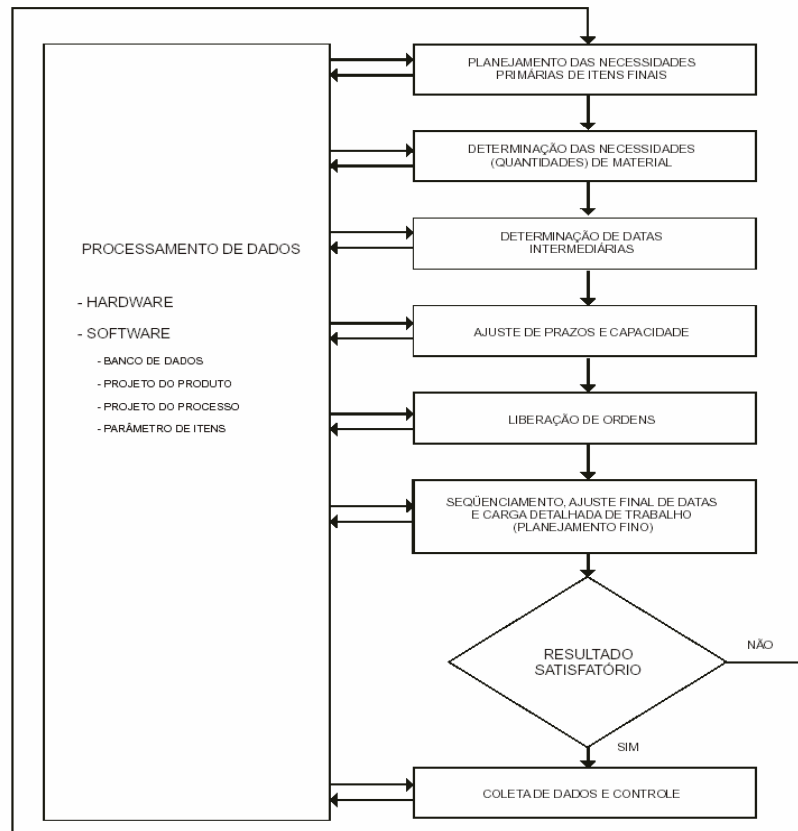 PLANEJAMENTO DAS NECESSIDADES
PRIMÁRIAS DE ITENS FINAIS
DETERMINAÇÃO DAS NECESSIDADES
(QUANTIDADES) DE MATERIAL
DETERMINAÇÃO DE DATAS
INTERMEDIÁRIAS
PROCESSAMENTO DE DADOS
- HARDWARE
- SOFTWARE
- BANCO DE DADOS
- PROJETO DO PRODUTO
- PROJETO DO PROCESSO
- PARÂMETRO DE ITENS
AJUSTE DE PRAZOS E CAPACIDADE
LIBERAÇÃO DE ORDENS
SEQÜENCIAMENTO, AJUSTE FINAL DE DATAS
E CARGA DETALHADA DE TRABALHO
(PLANEJAMENTO FINO)
RESULTADO
SATISFATÓRIO
NÃO
SIM
COLETA DE DADOS E CONTROLE